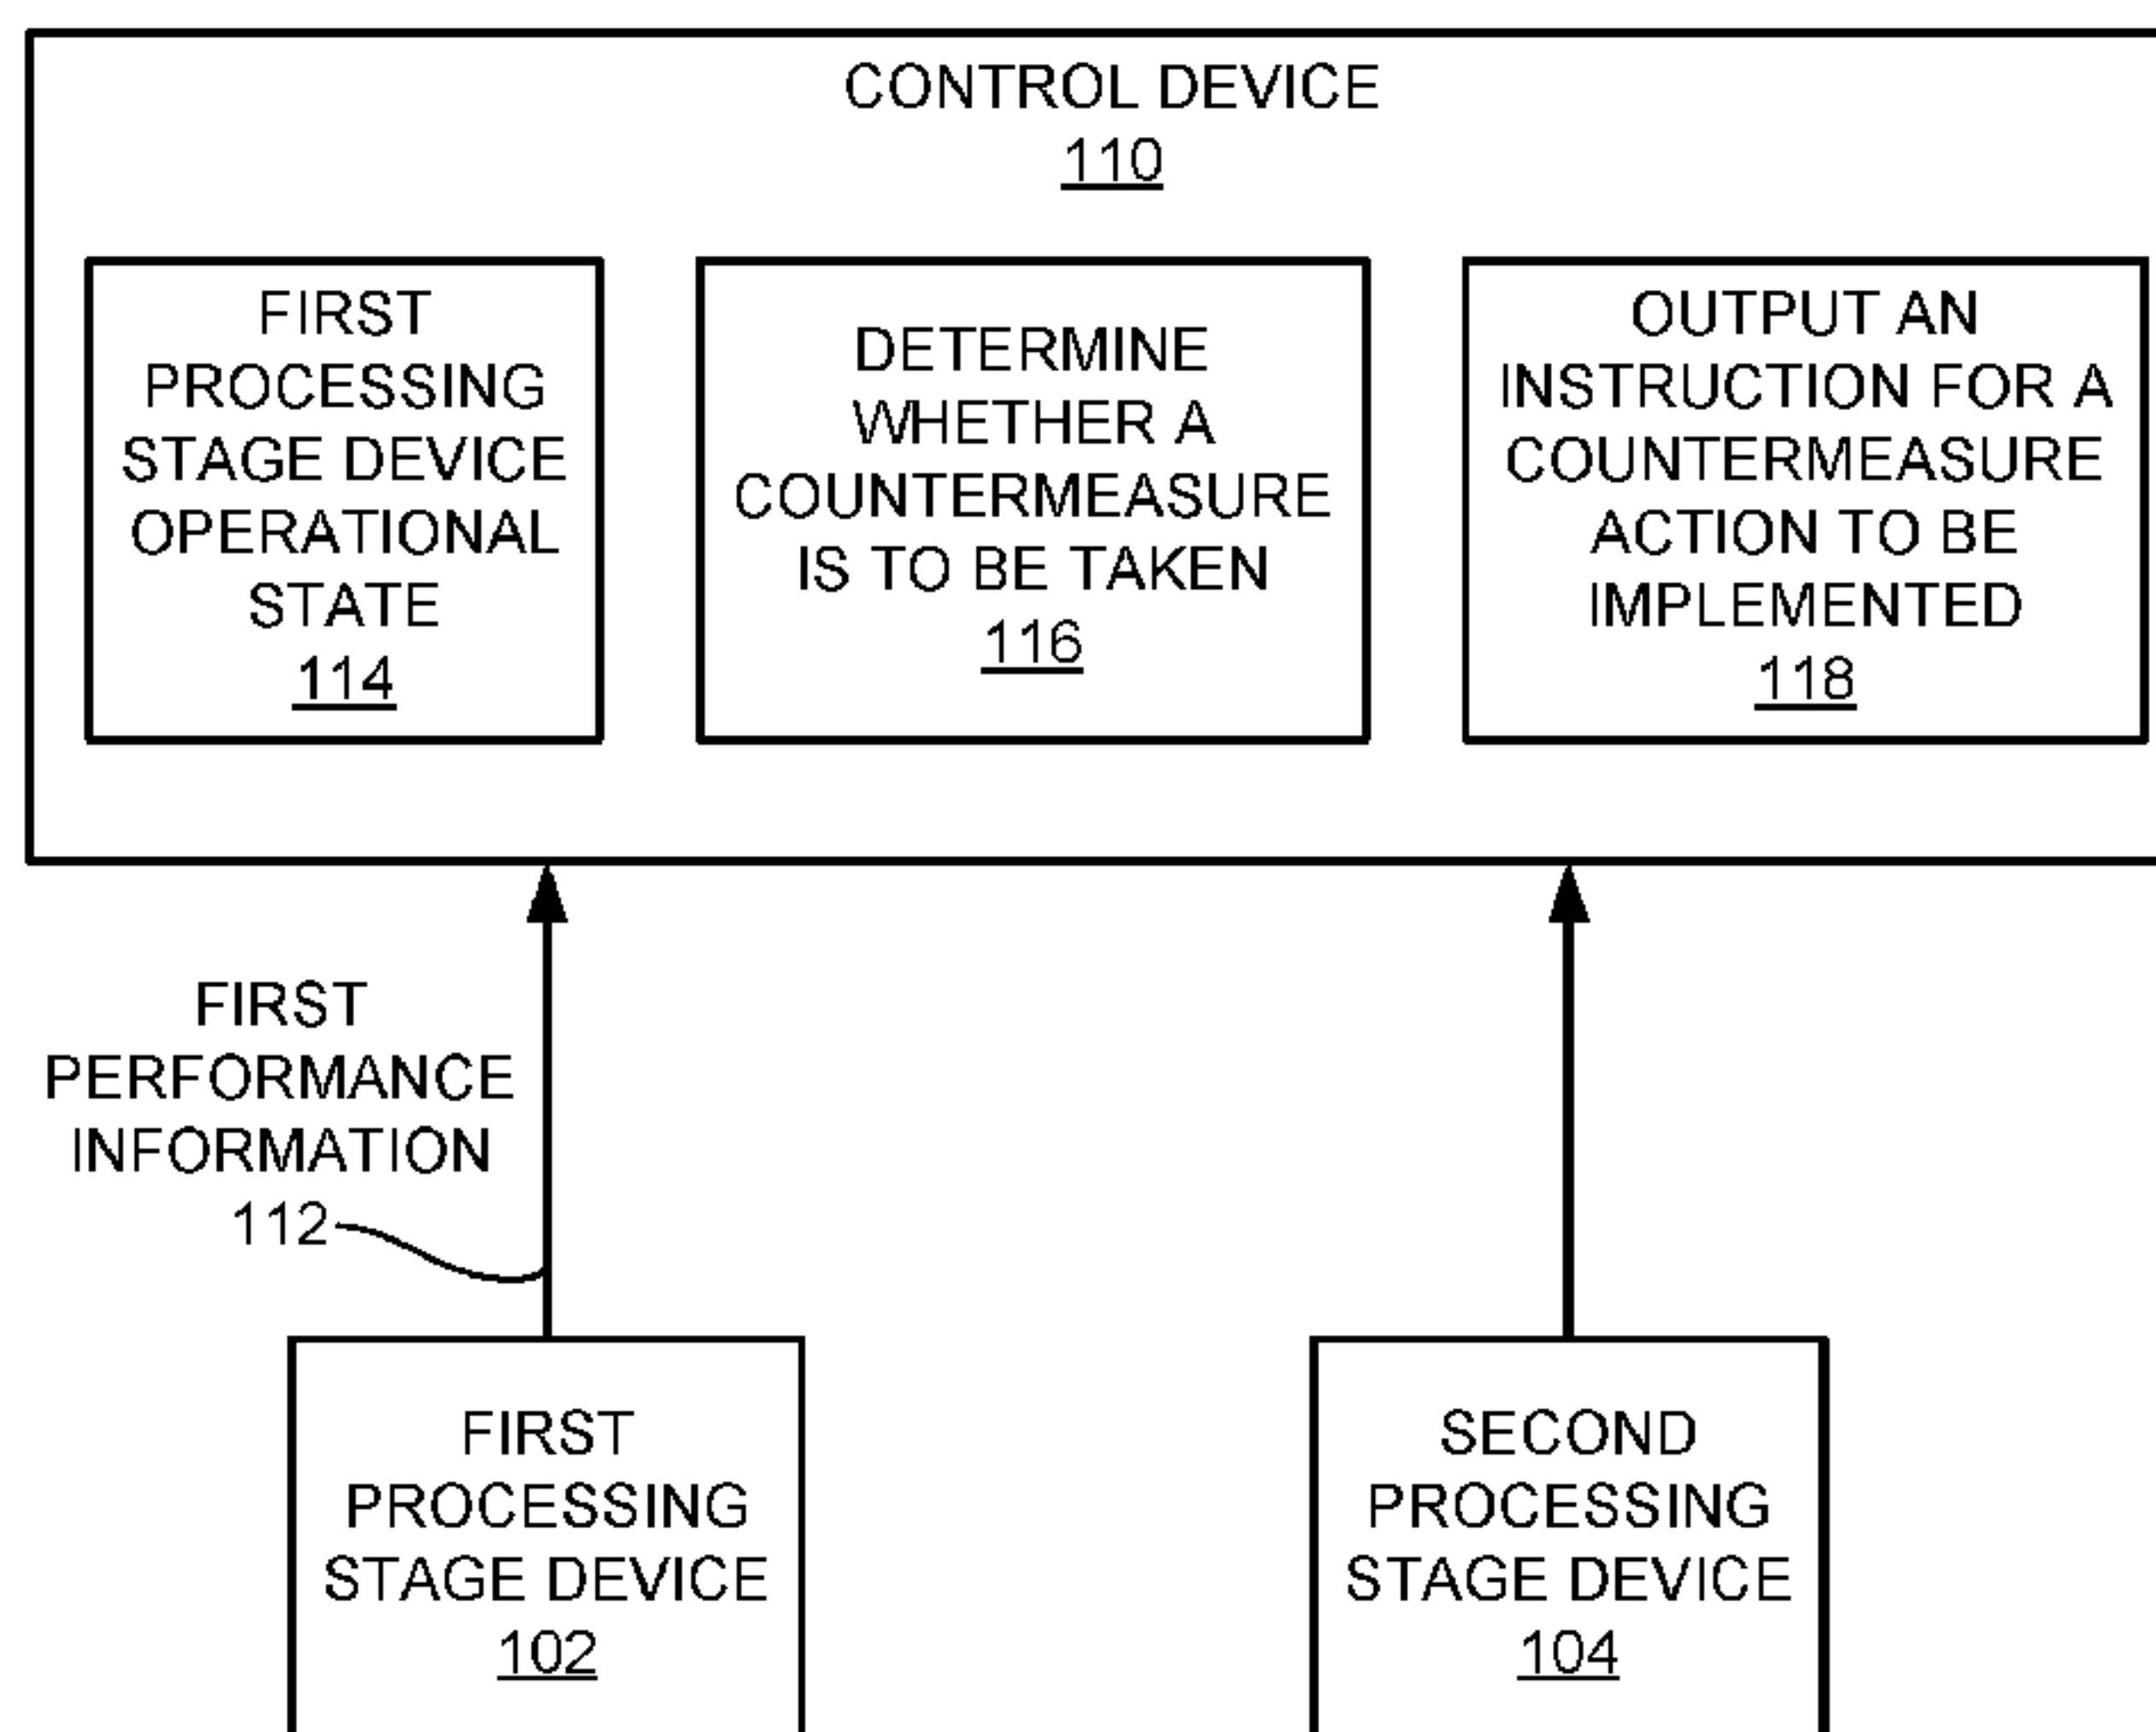 CONTROL DEVICE
110
FIRST
PROCESSING
STAGE DEVICE
OPERATIONAL
STATE
114
DETERMINE
WHETHER A
COUNTERMEASURE
IS TO BE TAKEN
116
OUTPUT AN
INSTRUCTION FOR A
COUNTERMEASURE
ACTION TO BE
IMPLEMENTED
118
FIRST
PERFORMANCE
INFORMATION
112
FIRST
PROCESSING
STAGE DEVICE
102
SECOND
PROCESSING
STAGE DEVICE
104